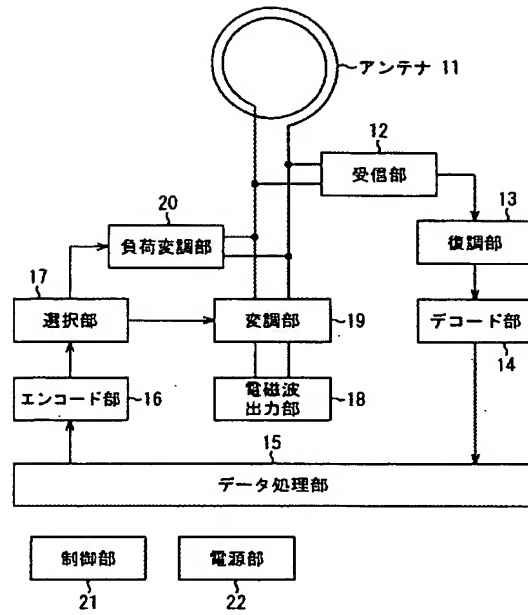 アンテナ 11
12
受信部
13
復調部
20
負荷変調部
17
選択部
変調部
19
デコード部
14
エンコード部
16
電磁波
出力部
18
15
データ処理部
制御部
21
電源部
22